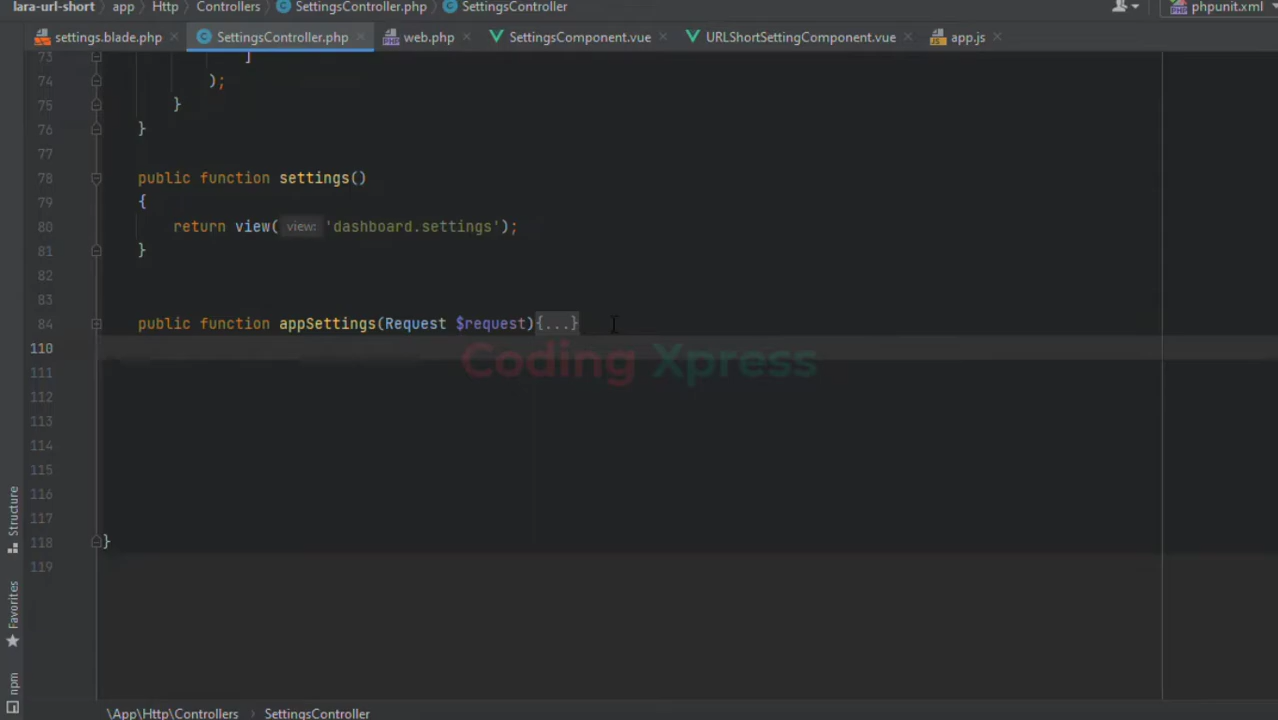 lara-url-short app Http Controllers SettingsController.php SettingsController phpunit.xml
settings.blade.php SettingsController.php web.php SettingsComponent.vue URLShortSettingComponent.vue app.js
73 ]
74 );
75 }
76 }
77
78 public function settings()
79 {
80 return view( view: 'dashboard.settings');
81 }
82
83
84 public function appSettings(Request $request){...}
110
Coding Xpress
111
112
113
114
115
116
117
118 }
119
Structure
Favorites
npm
\App\Http\Controllers SettingsController